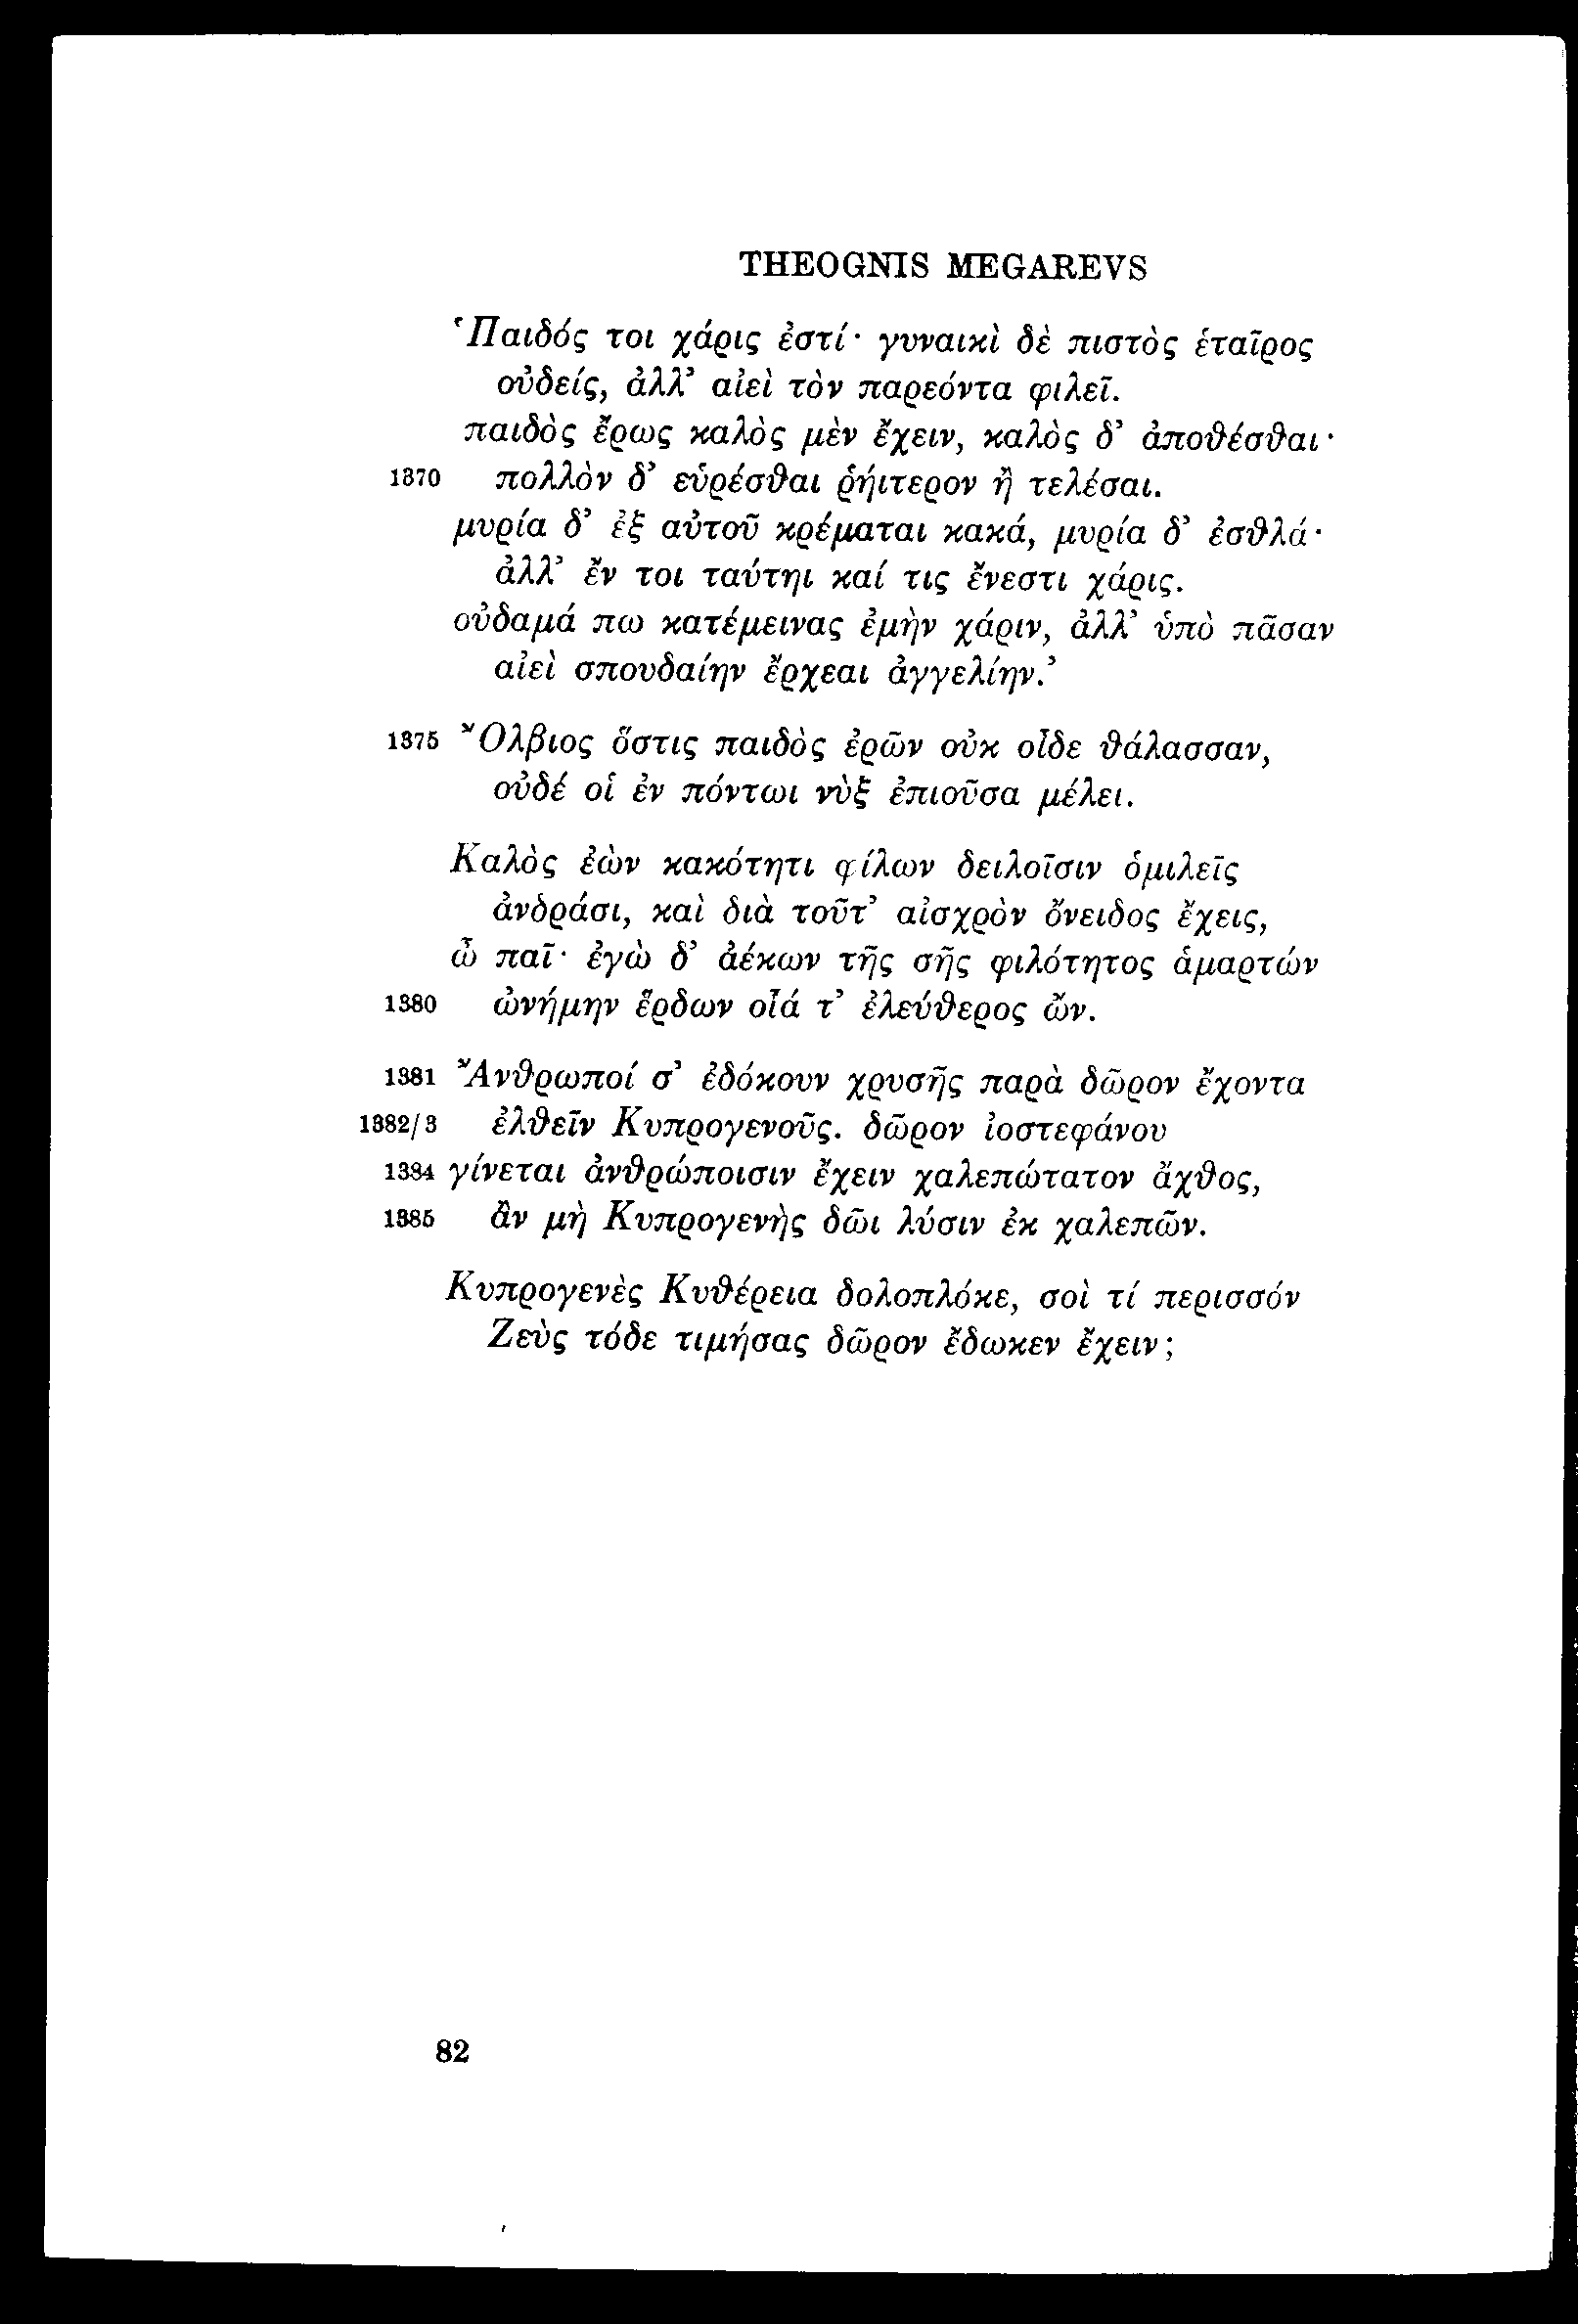 THEOGNIS MEGAREVS
‘Παιδός τοι χάρις ἐστί· γυναικὶ δὲ πιστὸς ἑταῖρος
οὐδείς, ἀλλ’ αἰεὶ τὸν παρεόντα φιλεῖ.
παιδὸς ἔρως καλὸς μὲν ἔχειν, καλὸς δ’ ἀποθέσθαι·
1370 πολλὸν δ’ εὑρέσθαι ῥήιτερον ἢ τελέσαι.
μυρία δ’ ἐξ αὐτοῦ κρέμαται κακά, μυρία δ’ ἐσθλά·
ἀλλ’ ἔν τοι ταύτηι καί τις ἔνεστι χάρις.
οὐδαμά πω κατέμεινας ἐμὴν χάριν, ἀλλ’ ὑπὸ πᾶσαν
αἰεὶ σπουδαίην ἔρχεαι ἀγγελίην.’
1375 Ὄλβιος ὅστις παιδὸς ἐρῶν οὐκ οἶδε θάλασσαν,
οὐδέ οἱ ἐν πόντωι νὺξ ἐπιοῦσα μέλει.
Καλὸς ἐὼν κακότητι φίλων δειλοῖσιν ὁμιλεῖς
ἀνδράσι, καὶ διὰ τοῦτ’ αἰσχρὸν ὄνειδος ἔχεις,
ὦ παῖ· ἐγὼ δ’ ἀέκων τῆς σῆς φιλότητος ἁμαρτών
1380 ὠνήμην ἔρδων οἷά τ’ ἐλεύθερος ὤν.
1381 Ἄνθρωποί σ’ ἐδόκουν χρυσῆς παρὰ δῶρον ἔχοντα
1382/3 ἐλθεῖν Κυπρογενοῦς. δῶρον ἰοστεφάνου
1384 γίνεται ἀνθρώποισιν ἔχειν χαλεπώτατον ἄχθος,
1385 ἂν μὴ Κυπρογενὴς δῶι λύσιν ἐκ χαλεπῶν.
Κυπρογενὲς Κυθέρεια δολοπλόκε, σοὶ τί περισσόν
Ζεὺς τόδε τιμήσας δῶρον ἔδωκεν ἔχειν;
82